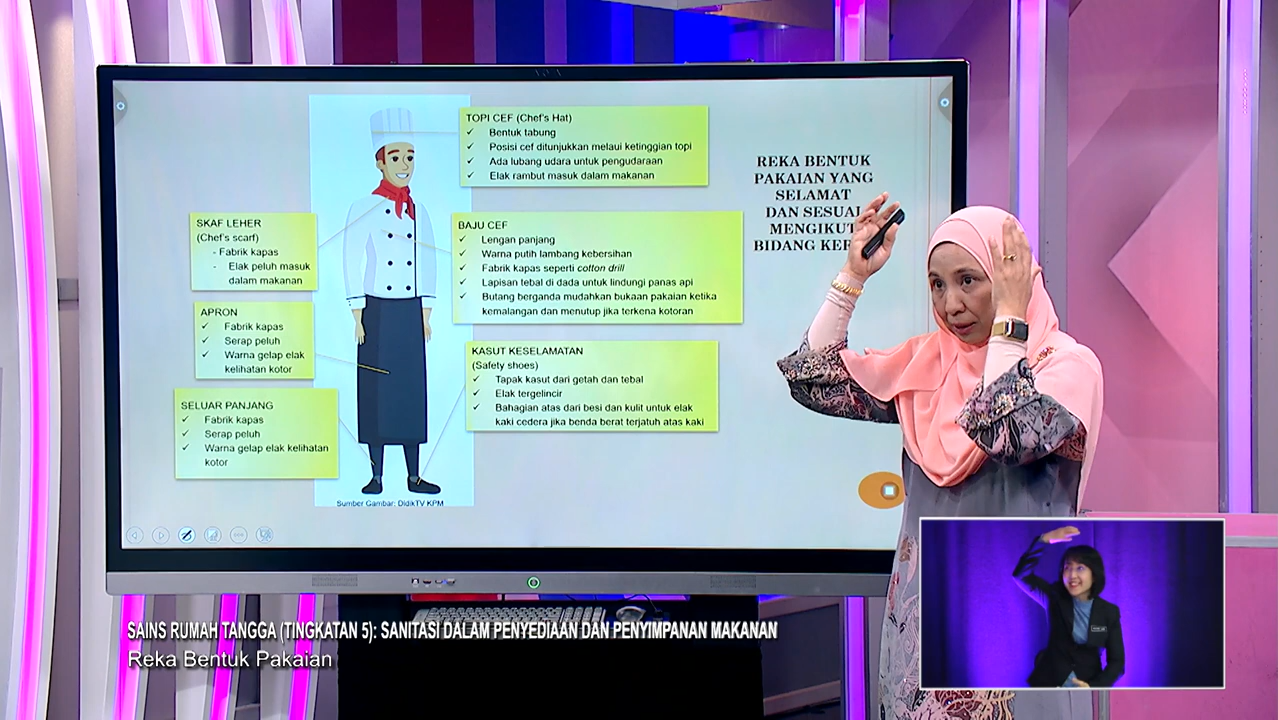 TOPI CEF (Chef's Hat)
✓ Bentuk tabung
✓ Posisi cef ditunjukkan melaui ketinggian topi
✓ Ada lubang udara untuk pengudaraan
✓ Elak rambut masuk dalam makanan
REKA BENTUK
PAKAIAN YANG
SELAMAT
DAN SESUAI
MENGIKUT
BIDANG
SKAF LEHER
(Chef's scarf)
- Fabrik kapas
- Elak peluh masuk
dalam makanan
BAJU CEF
✓ Lengan panjang
✓ Warna putih lambang kebersihan
✓ Fabrik kapas seperti cotton drill
✓ Lapisan tebal di dada untuk lindungi panas api
✓ Butang berganda mudahkan bukaan pakaian ketika
kemalangan dan menutup jika terkena kotoran
APRON
✓ Fabrik kapas
✓ Serap peluh
✓ Warna gelap elak
kelihatan kotor
KASUT KESELAMATAN
(Safety shoes)
✓ Tapak kasut dari getah dan tebal
✓ Elak tergelincir
✓ Bahagian atas dari besi dan kulit untuk elak
kaki cedera jika benda berat terjatuh atas kaki
SELUAR PANJANG
✓ Fabrik kapas
✓ Serap peluh
✓ Warna gelap elak kelihatan
kotor
Sumber Gambar: DidikTV KPM
SAINS RUMAH TANGGA (TINGKATAN 5): SANITASI DALAM PENYEDIAAN DAN PENYIMPANAN MAKANAN
Reka Bentuk Pakaian